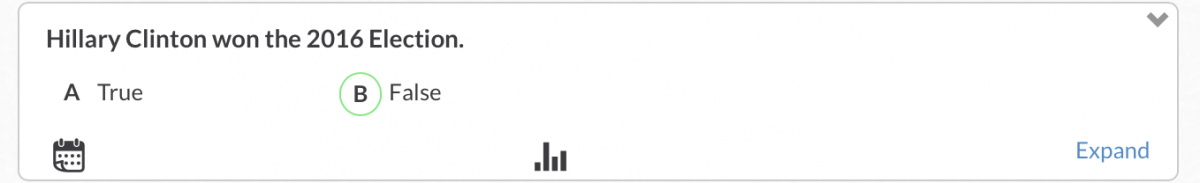 Hillary Clinton won the 2016 Election.
A True B False
Expand